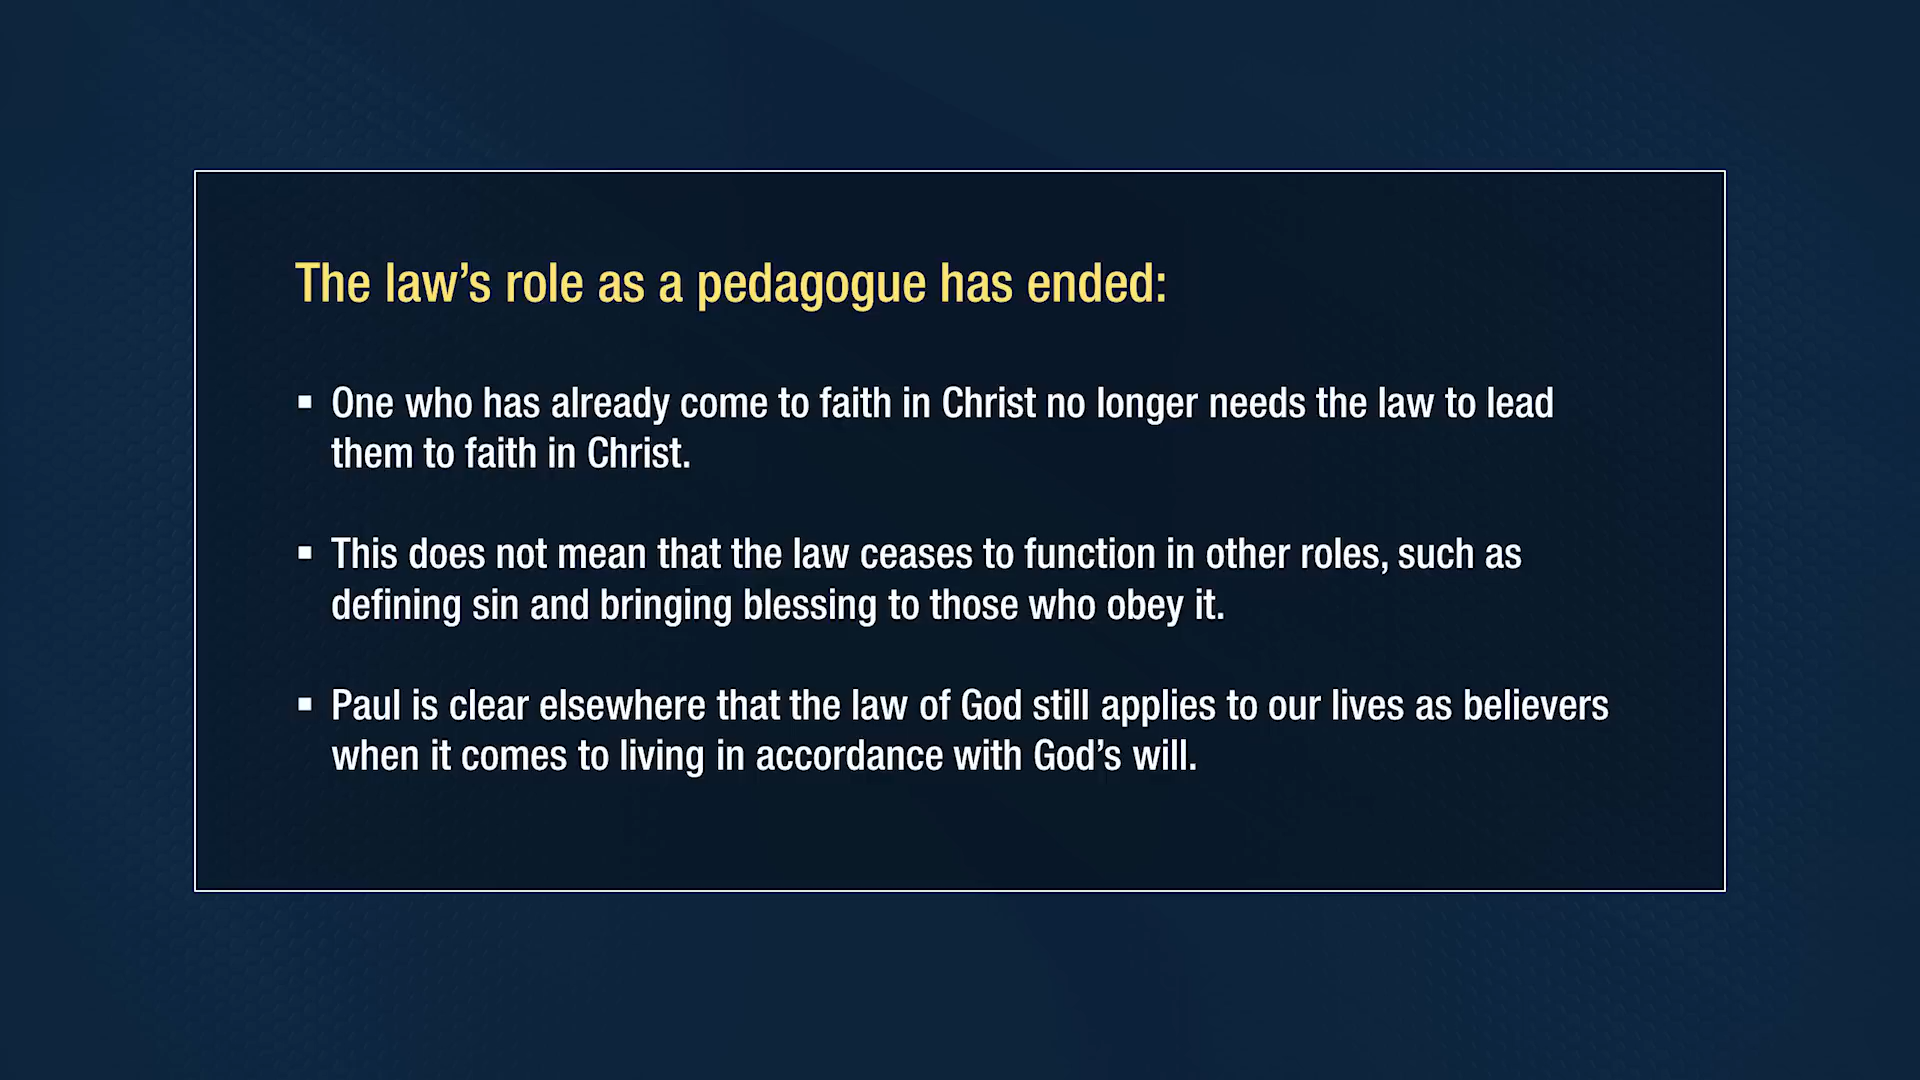 The law’s role as a pedagogue has ended:
▪ One who has already come to faith in Christ no longer needs the law to lead
them to faith in Christ.
▪ This does not mean that the law ceases to function in other roles, such as
defining sin and bringing blessing to those who obey it.
▪ Paul is clear elsewhere that the law of God still applies to our lives as believers
when it comes to living in accordance with God’s will.